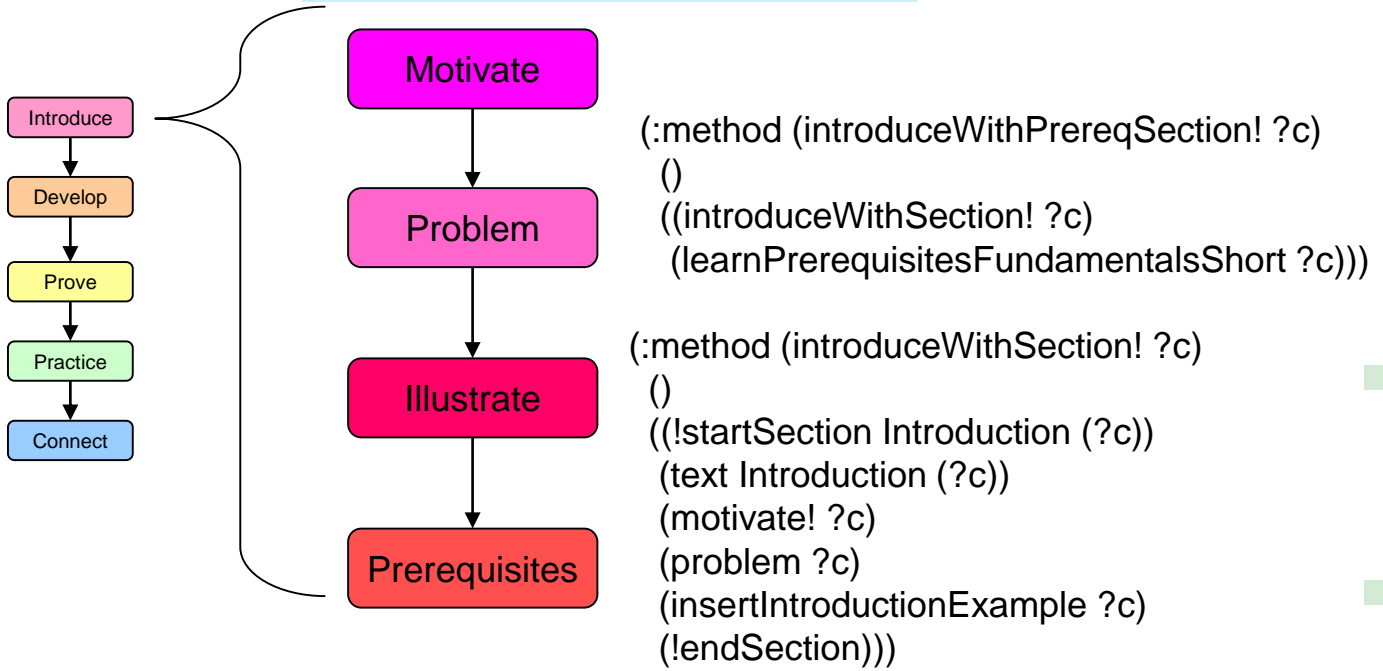 Introduce
Develop
Prove
Practice
Connect
Motivate
Problem
Illustrate
Prerequisites
(:method (introduceWithPrereqSection! ?c)
()
((introduceWithSection! ?c)
(learnPrerequisitesFundamentalsShort ?c)))
(:method (introduceWithSection! ?c)
()
((!startSection Introduction (?c))
(text Introduction (?c))
(motivate! ?c)
(problem ?c)
(insertIntroductionExample ?c)
(!endSection)))